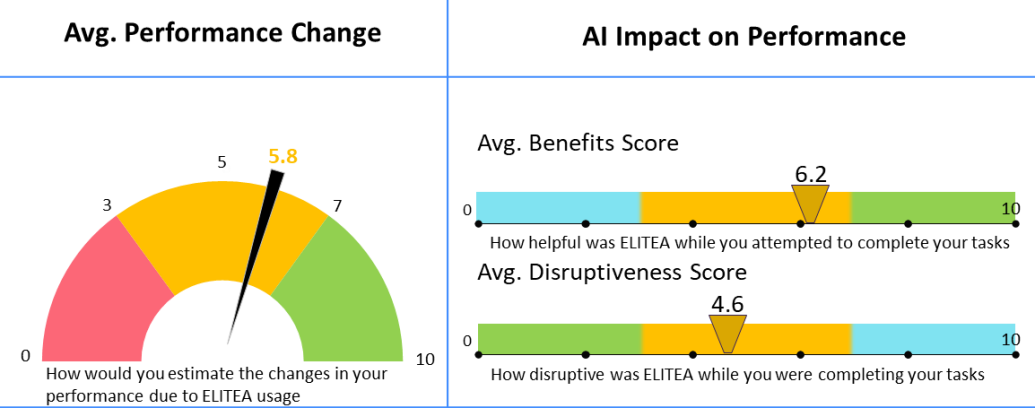 Avg. Performance Change
5
5.8
3
7
0
10
How would you estimate the changes in your
performance due to ELITEA usage
AI Impact on Performance
Avg. Benefits Score
6.2
0
10
How helpful was ELITEA while you attempted to complete your tasks
Avg. Disruptiveness Score
4.6
0
10
How disruptive was ELITEA while you were completing your tasks